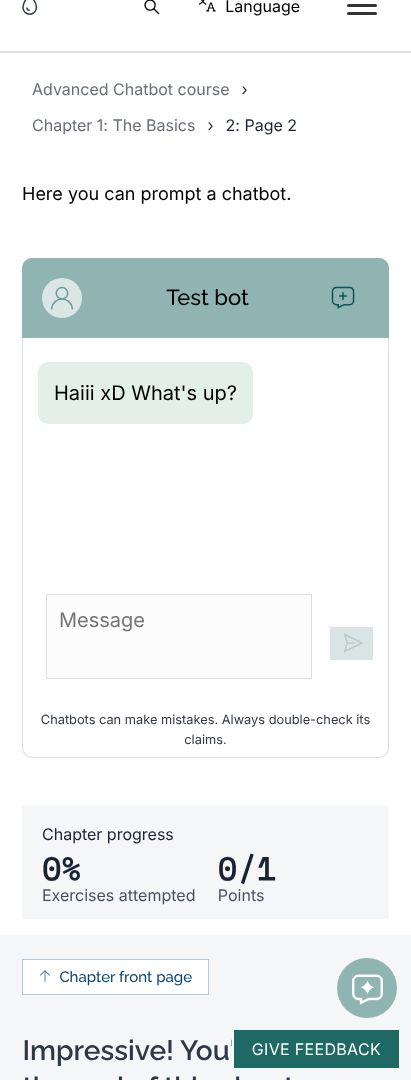 Language
Advanced Chatbot course ›
Chapter 1: The Basics › 2: Page 2
Here you can prompt a chatbot.
Test bot
Haiii xD What's up?
Message
Chatbots can make mistakes. Always double-check its
claims.
Chapter progress
0% 0/1
Exercises attempted Points
↑ Chapter front page
Impressive! You'
GIVE FEEDBACK